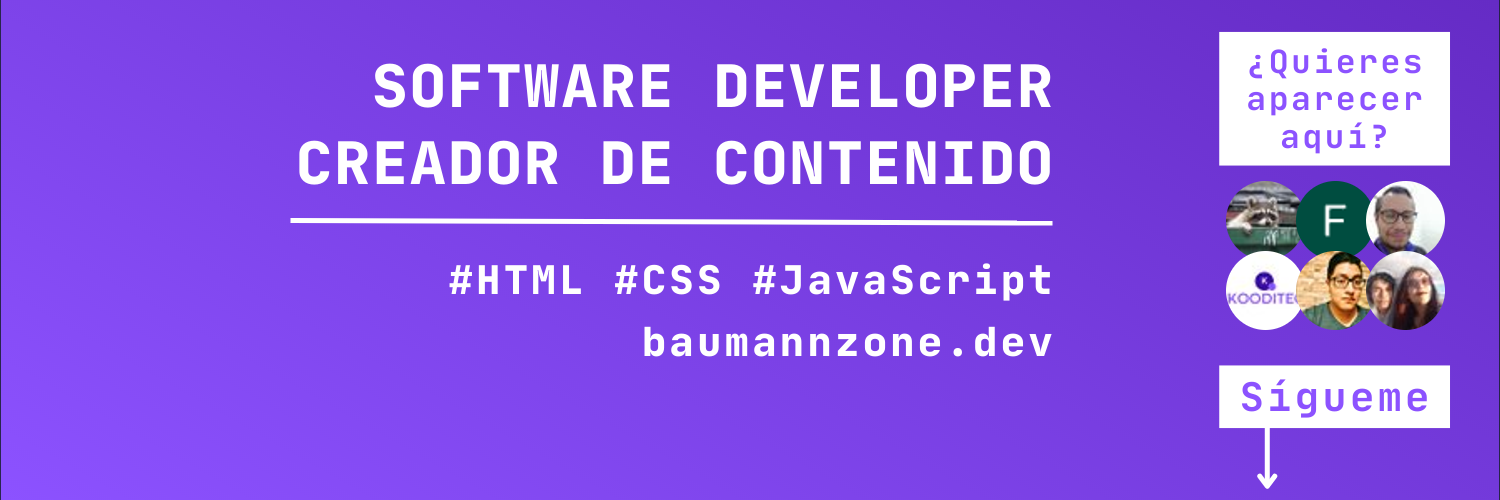 SOFTWARE DEVELOPER
CREADOR DE CONTENIDO
#HTML #CSS #JavaScript
baumannzone.dev
¿Quieres
aparecer
aquí?
F
K
KOODITEC
Sígueme